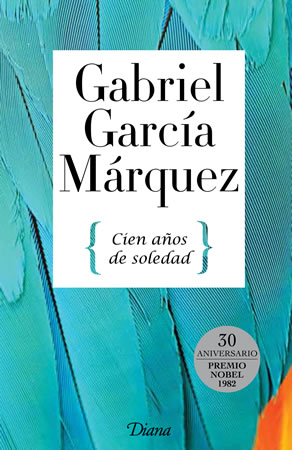 Gabriel
García
Márquez
{ Cien años
de soledad }
30
ANIVERSARIO
PREMIO
NOBEL
1982
Diana